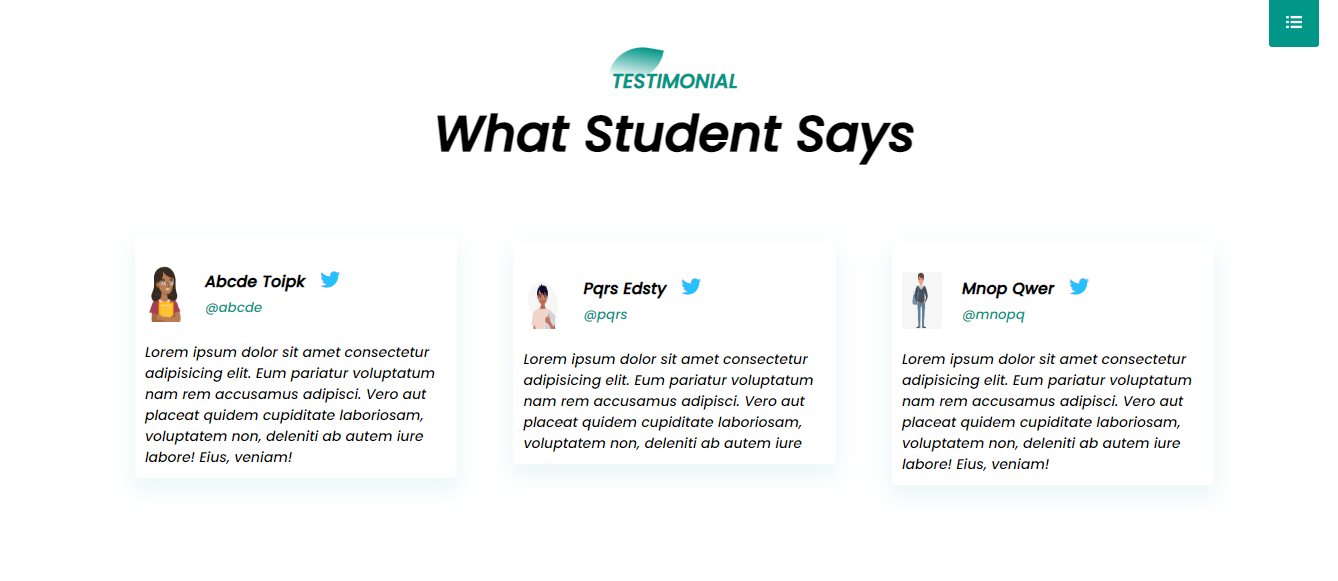 TESTIMONIAL
What Student Says
Abcde Toipk
@abcde
Lorem ipsum dolor sit amet consectetur
adipisicing elit. Eum pariatur voluptatum
nam rem accusamus adipisci. Vero aut
placeat quidem cupiditate laboriosam,
voluptatem non, deleniti ab autem iure
labore! Eius, veniam!
Pqrs Edsty
@pqrs
Lorem ipsum dolor sit amet consectetur
adipisicing elit. Eum pariatur voluptatum
nam rem accusamus adipisci. Vero aut
placeat quidem cupiditate laboriosam,
voluptatem non, deleniti ab autem iure
Mnop Qwer
@mnopq
Lorem ipsum dolor sit amet consectetur
adipisicing elit. Eum pariatur voluptatum
nam rem accusamus adipisci. Vero aut
placeat quidem cupiditate laboriosam,
voluptatem non, deleniti ab autem iure
labore! Eius, veniam!